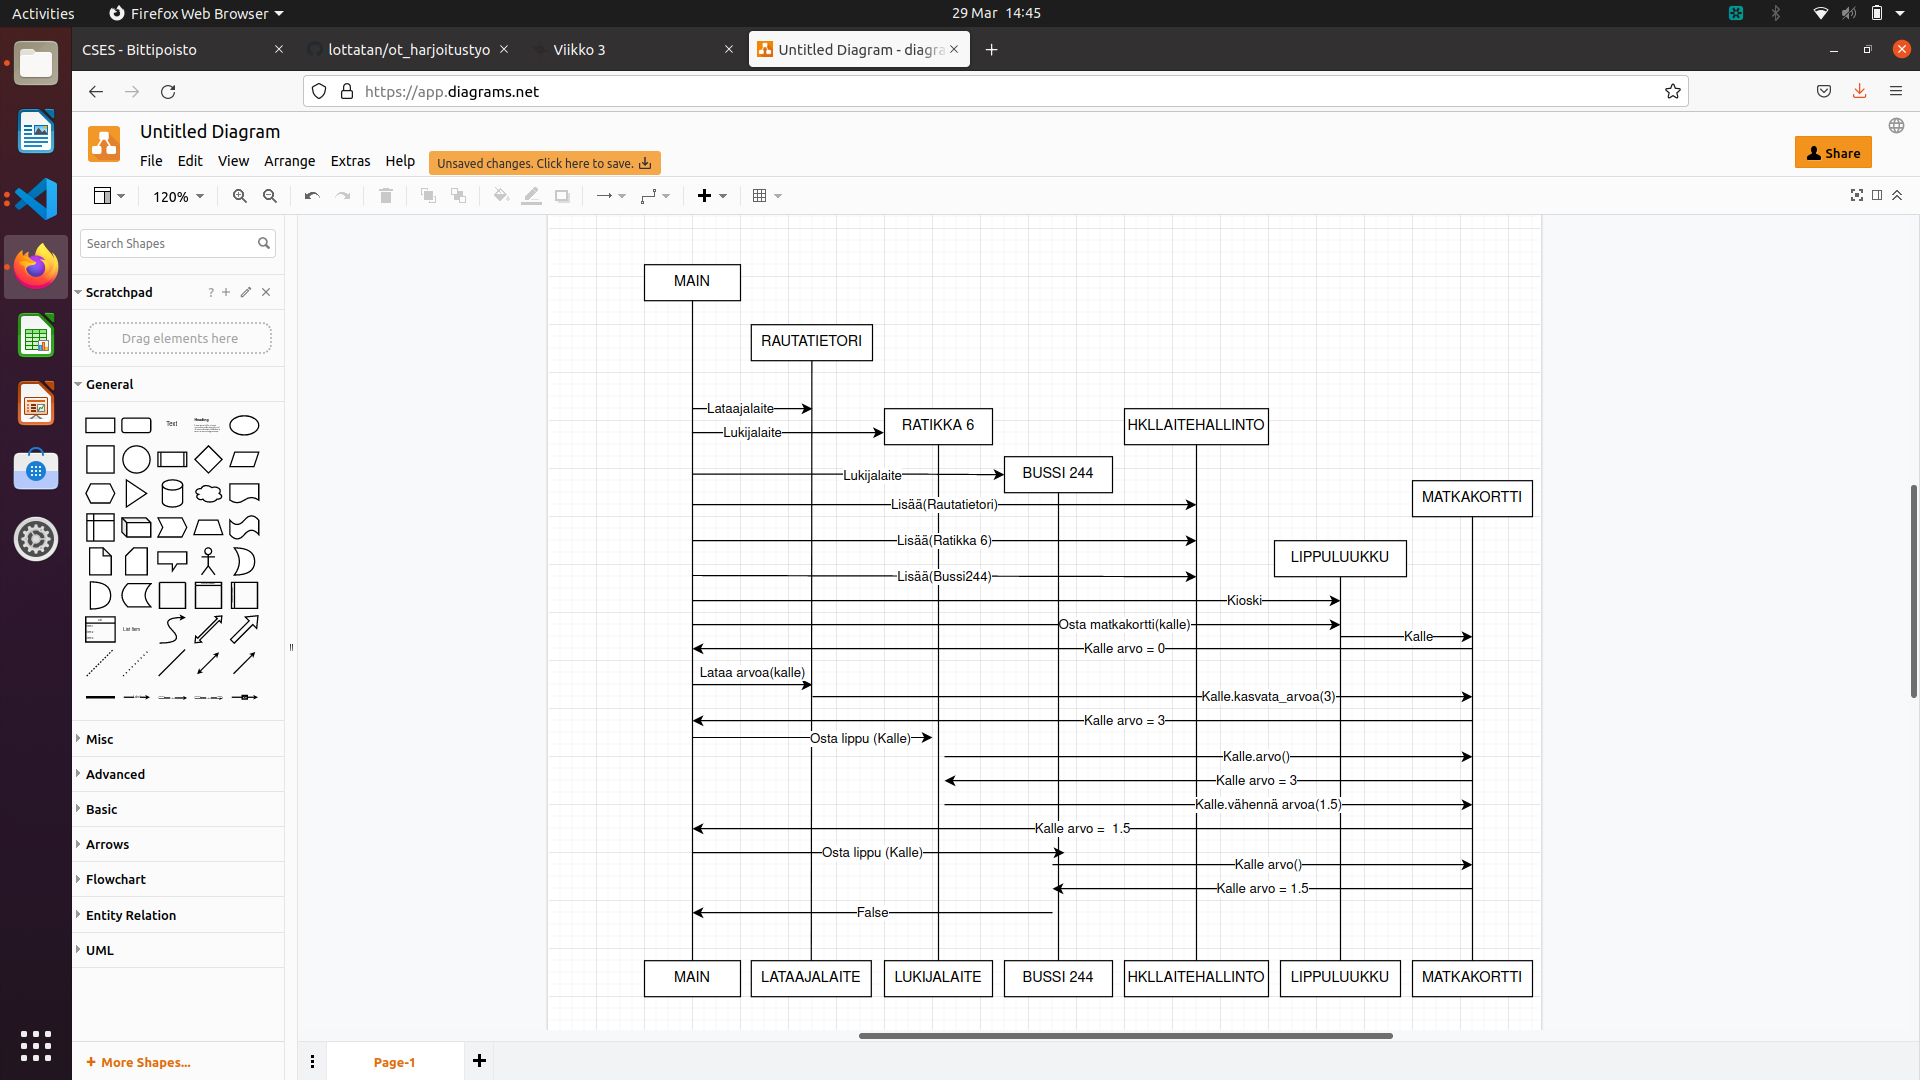 Activities
Firefox Web Browser
29 Mar 14:45
CSES - Bittipoisto
lottatan/ot_harjoitustyo
Viikko 3
Untitled Diagram - diagra
https://app.diagrams.net
Untitled Diagram
File Edit View Arrange Extras Help
Unsaved changes. Click here to save.
Share
120%
Search Shapes
Scratchpad
?
Drag elements here
General
Text
Heading
List Item
Misc
Advanced
Basic
Arrows
Flowchart
Entity Relation
UML
+ More Shapes...
MAIN
RAUTATIETORI
Lataajalaite
RATIKKA 6
HKLLAITEHALLINTO
Lukijalaite
Lukijalaite
BUSSI 244
MATKAKORTTI
Lisää(Rautatietori)
Lisää(Ratikka 6)
LIPPULUUKKU
Lisää(Bussi244)
Kioski
Osta matkakortti(kalle)
Kalle
Kalle arvo = 0
Lataa arvoa(kalle)
Kalle.kasvata_arvoa(3)
Kalle arvo = 3
Osta lippu (Kalle)
Kalle.arvo()
Kalle arvo = 3
Kalle.vähennä arvoa(1.5)
Kalle arvo =  1.5
Osta lippu (Kalle)
Kalle arvo()
Kalle arvo = 1.5
False
MAIN LATAAJALAITE LUKIJALAITE BUSSI 244 HKLLAITEHALLINTO LIPPULUUKKU MATKAKORTTI
Page-1